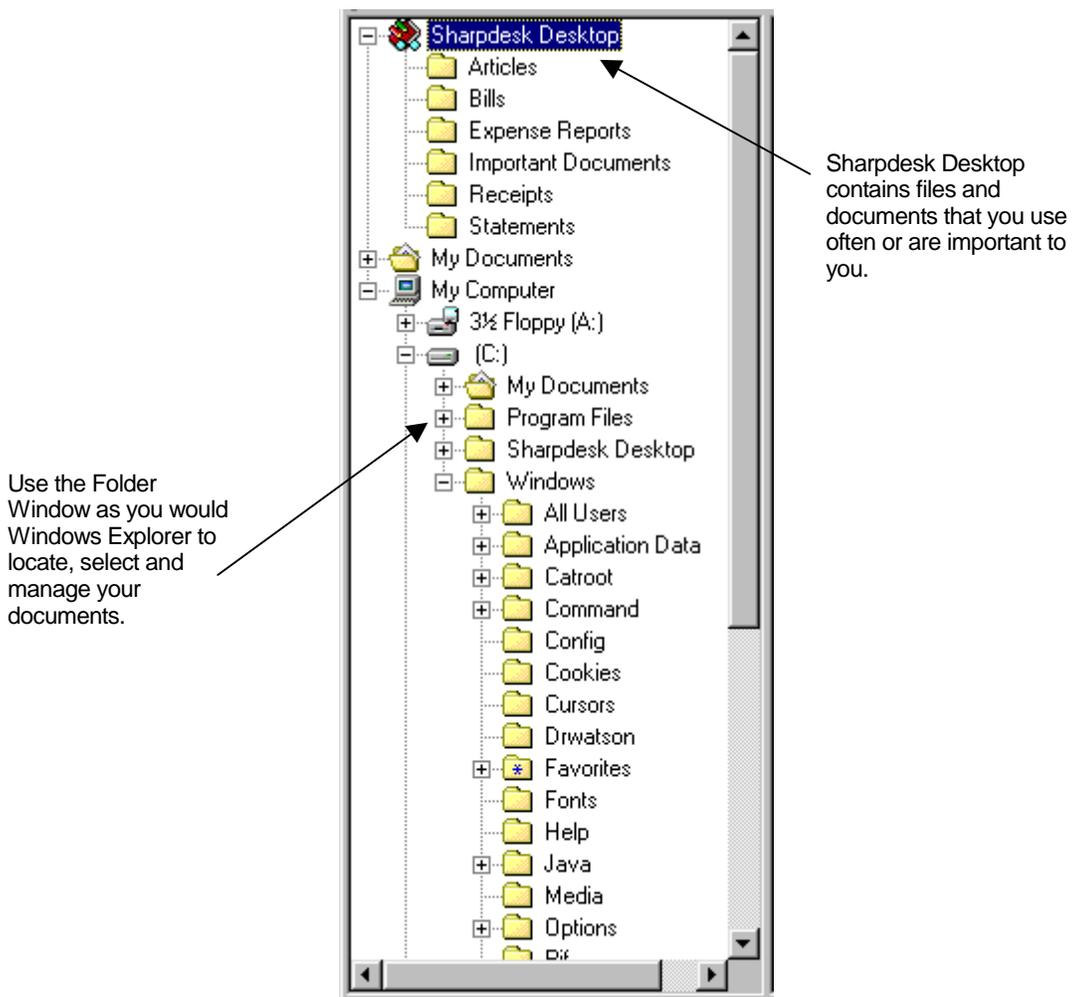 Sharpdesk Desktop
Articles
Bills
Expense Reports
Important Documents
Receipts
Statements
My Documents
My Computer
3½ Floppy (A:)
(C:)
My Documents
Program Files
Sharpdesk Desktop
Windows
All Users
Application Data
Catroot
Command
Config
Cookies
Cursors
Drwatson
Favorites
Fonts
Help
Java
Media
Options
Sharpdesk Desktop
contains files and
documents that you use
often or are important to
you.
Use the Folder
Window as you would
Windows Explorer to
locate, select and
manage your
documents.